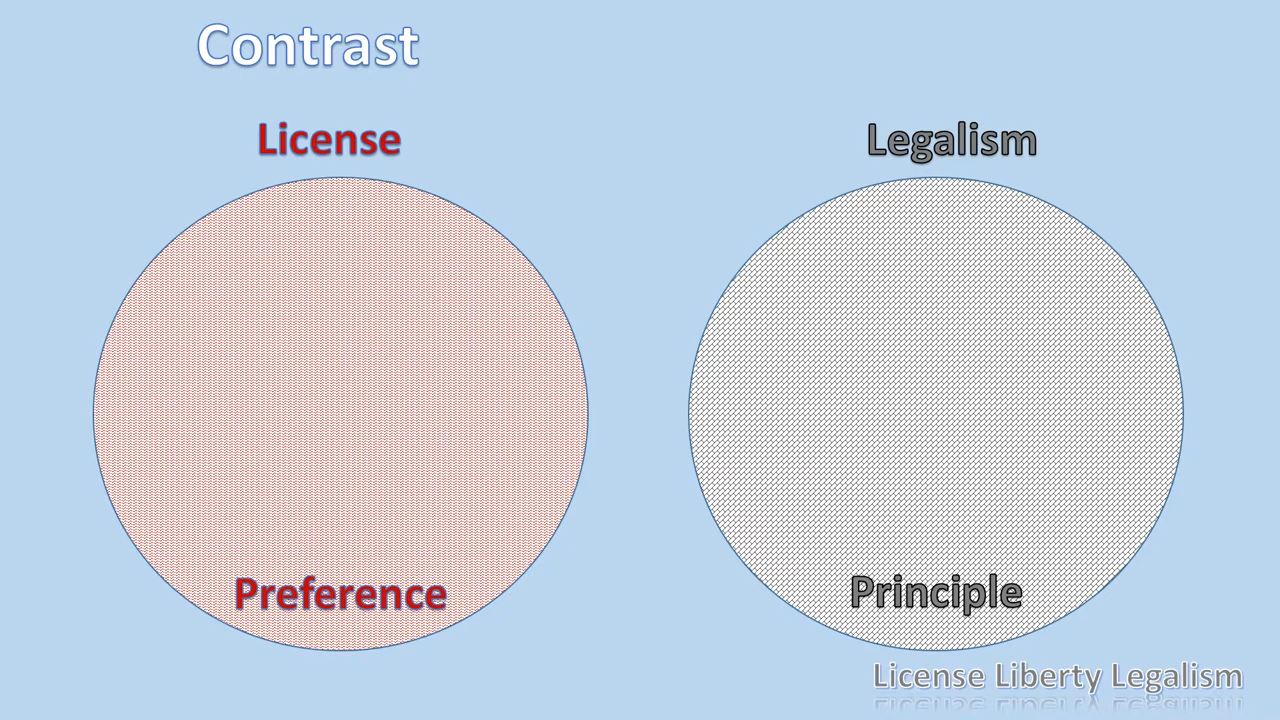 Contrast
License
Legalism
Preference
Principle
License Liberty Legalism